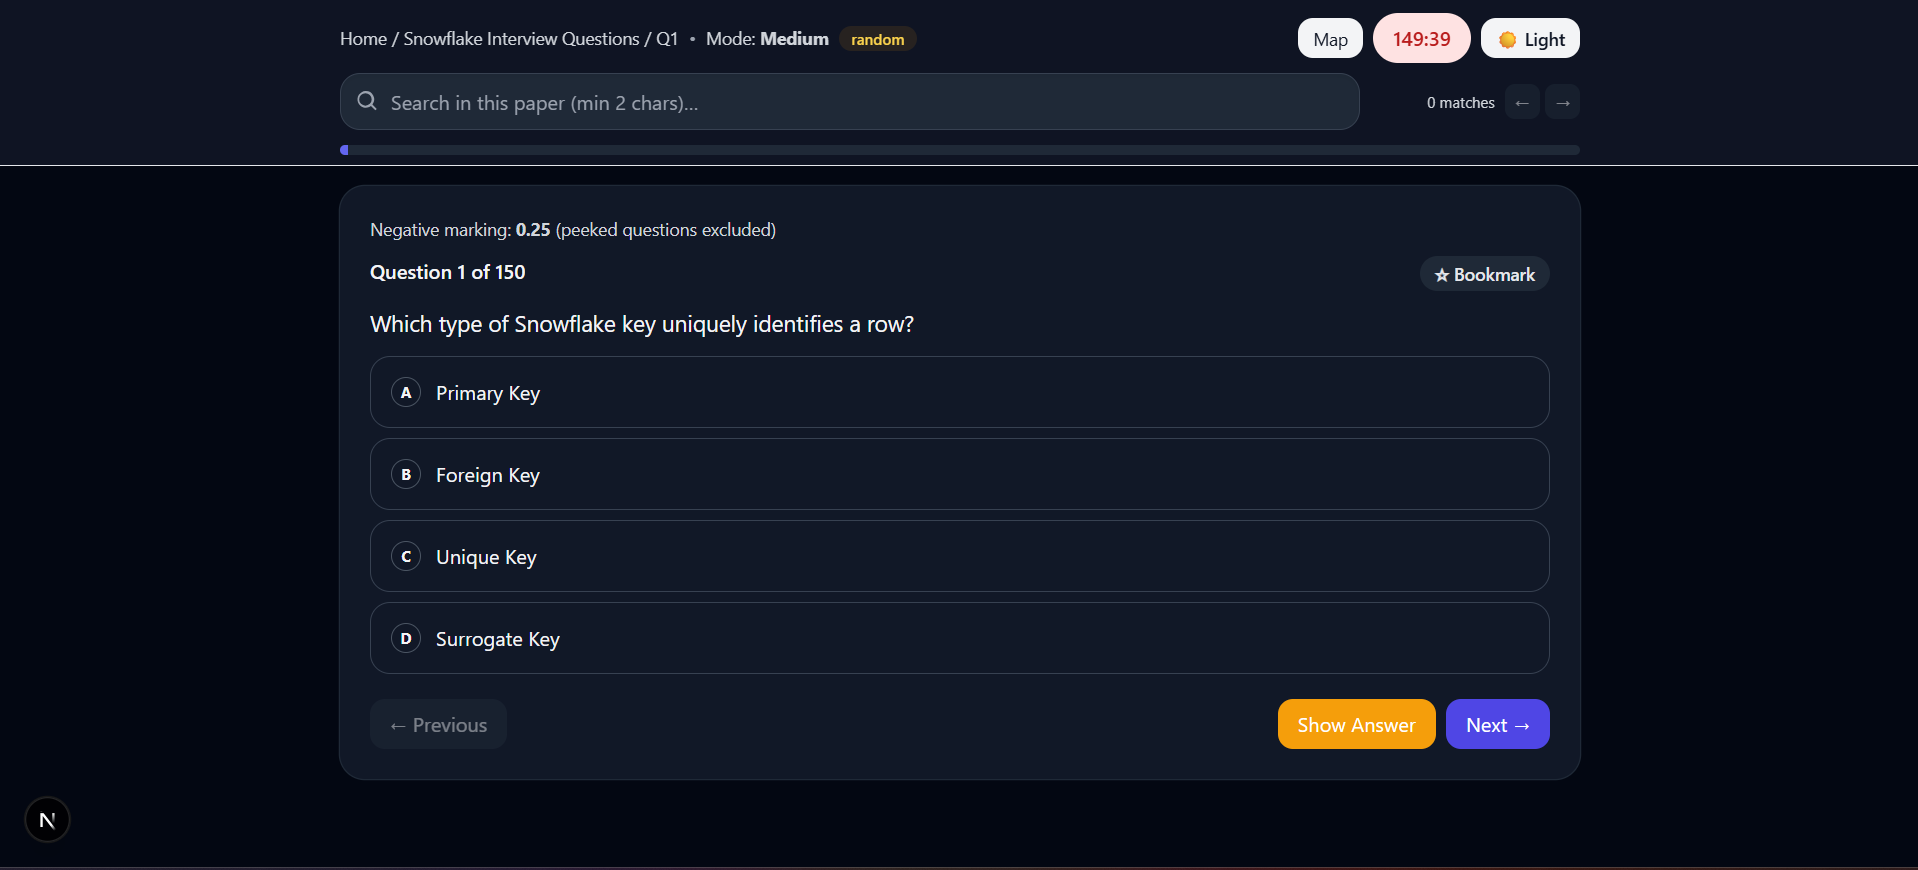 Home / Snowflake Interview Questions / Q1 • Mode: Medium random
Map
149:39
Light
Search in this paper (min 2 chars)...
0 matches ← →
Negative marking: 0.25 (peeked questions excluded)
Question 1 of 150
☆ Bookmark
Which type of Snowflake key uniquely identifies a row?
A Primary Key
B Foreign Key
C Unique Key
D Surrogate Key
← Previous
Show Answer
Next →
N